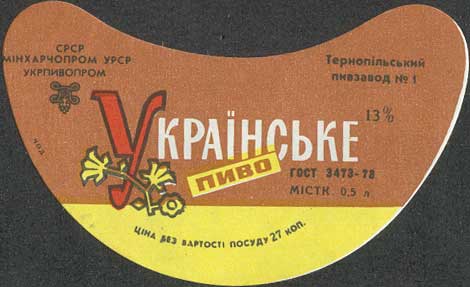 СРСР
МІНХАРЧОПРОМ УРСР
УКРПИВОПРОМ
Тернопільський
пивзавод № 1
УКРАЇНСЬКЕ
ПИВО
13%
ГОСТ 3473-78
МІСТК. 0,5 л
ЦІНА БЕЗ ВАРТОСТІ ПОСУДУ 27 КОП.